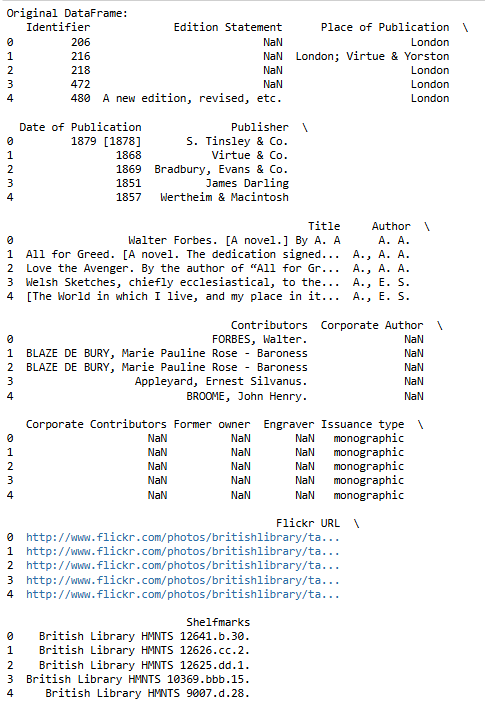 Original DataFrame:
   Identifier             Edition Statement      Place of Publication  \
0         206                           NaN                    London
1         216                           NaN  London; Virtue & Yorston
2         218                           NaN                    London
3         472                           NaN                    London
4         480  A new edition, revised, etc.                    London

  Date of Publication              Publisher  \
0         1879 [1878]       S. Tinsley & Co.
1                1868           Virtue & Co.
2                1869  Bradbury, Evans & Co.
3                1851          James Darling
4                1857   Wertheim & Macintosh

                                               Title     Author  \
0                  Walter Forbes. [A novel.] By A. A      A. A.
1  All for Greed. [A novel. The dedication signed...  A., A. A.
2  Love the Avenger. By the author of “All for Gr...  A., A. A.
3  Welsh Sketches, chiefly ecclesiastical, to the...  A., E. S.
4  [The World in which I live, and my place in it...  A., E. S.

                                   Contributors  Corporate Author  \
0                               FORBES, Walter.               NaN
1  BLAZE DE BURY, Marie Pauline Rose - Baroness               NaN
2  BLAZE DE BURY, Marie Pauline Rose - Baroness               NaN
3                   Appleyard, Ernest Silvanus.               NaN
4                           BROOME, John Henry.               NaN

   Corporate Contributors Former owner  Engraver Issuance type  \
0                     NaN          NaN       NaN   monographic
1                     NaN          NaN       NaN   monographic
2                     NaN          NaN       NaN   monographic
3                     NaN          NaN       NaN   monographic
4                     NaN          NaN       NaN   monographic

                                          Flickr URL  \
0  http://www.flickr.com/photos/britishlibrary/ta...
1  http://www.flickr.com/photos/britishlibrary/ta...
2  http://www.flickr.com/photos/britishlibrary/ta...
3  http://www.flickr.com/photos/britishlibrary/ta...
4  http://www.flickr.com/photos/britishlibrary/ta...

                            Shelfmarks
0    British Library HMNTS 12641.b.30.
1    British Library HMNTS 12626.cc.2.
2    British Library HMNTS 12625.dd.1.
3  British Library HMNTS 10369.bbb.15.
4     British Library HMNTS 9007.d.28.